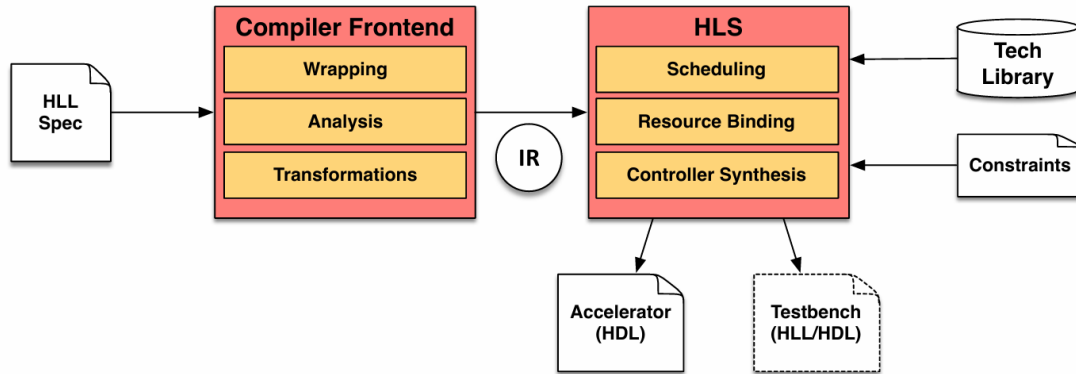 Compiler Frontend
Wrapping
Analysis
Transformations
HLL
Spec
IR
HLS
Scheduling
Resource Binding
Controller Synthesis
Tech
Library
Constraints
Accelerator
(HDL)
Testbench
(HLL/HDL)